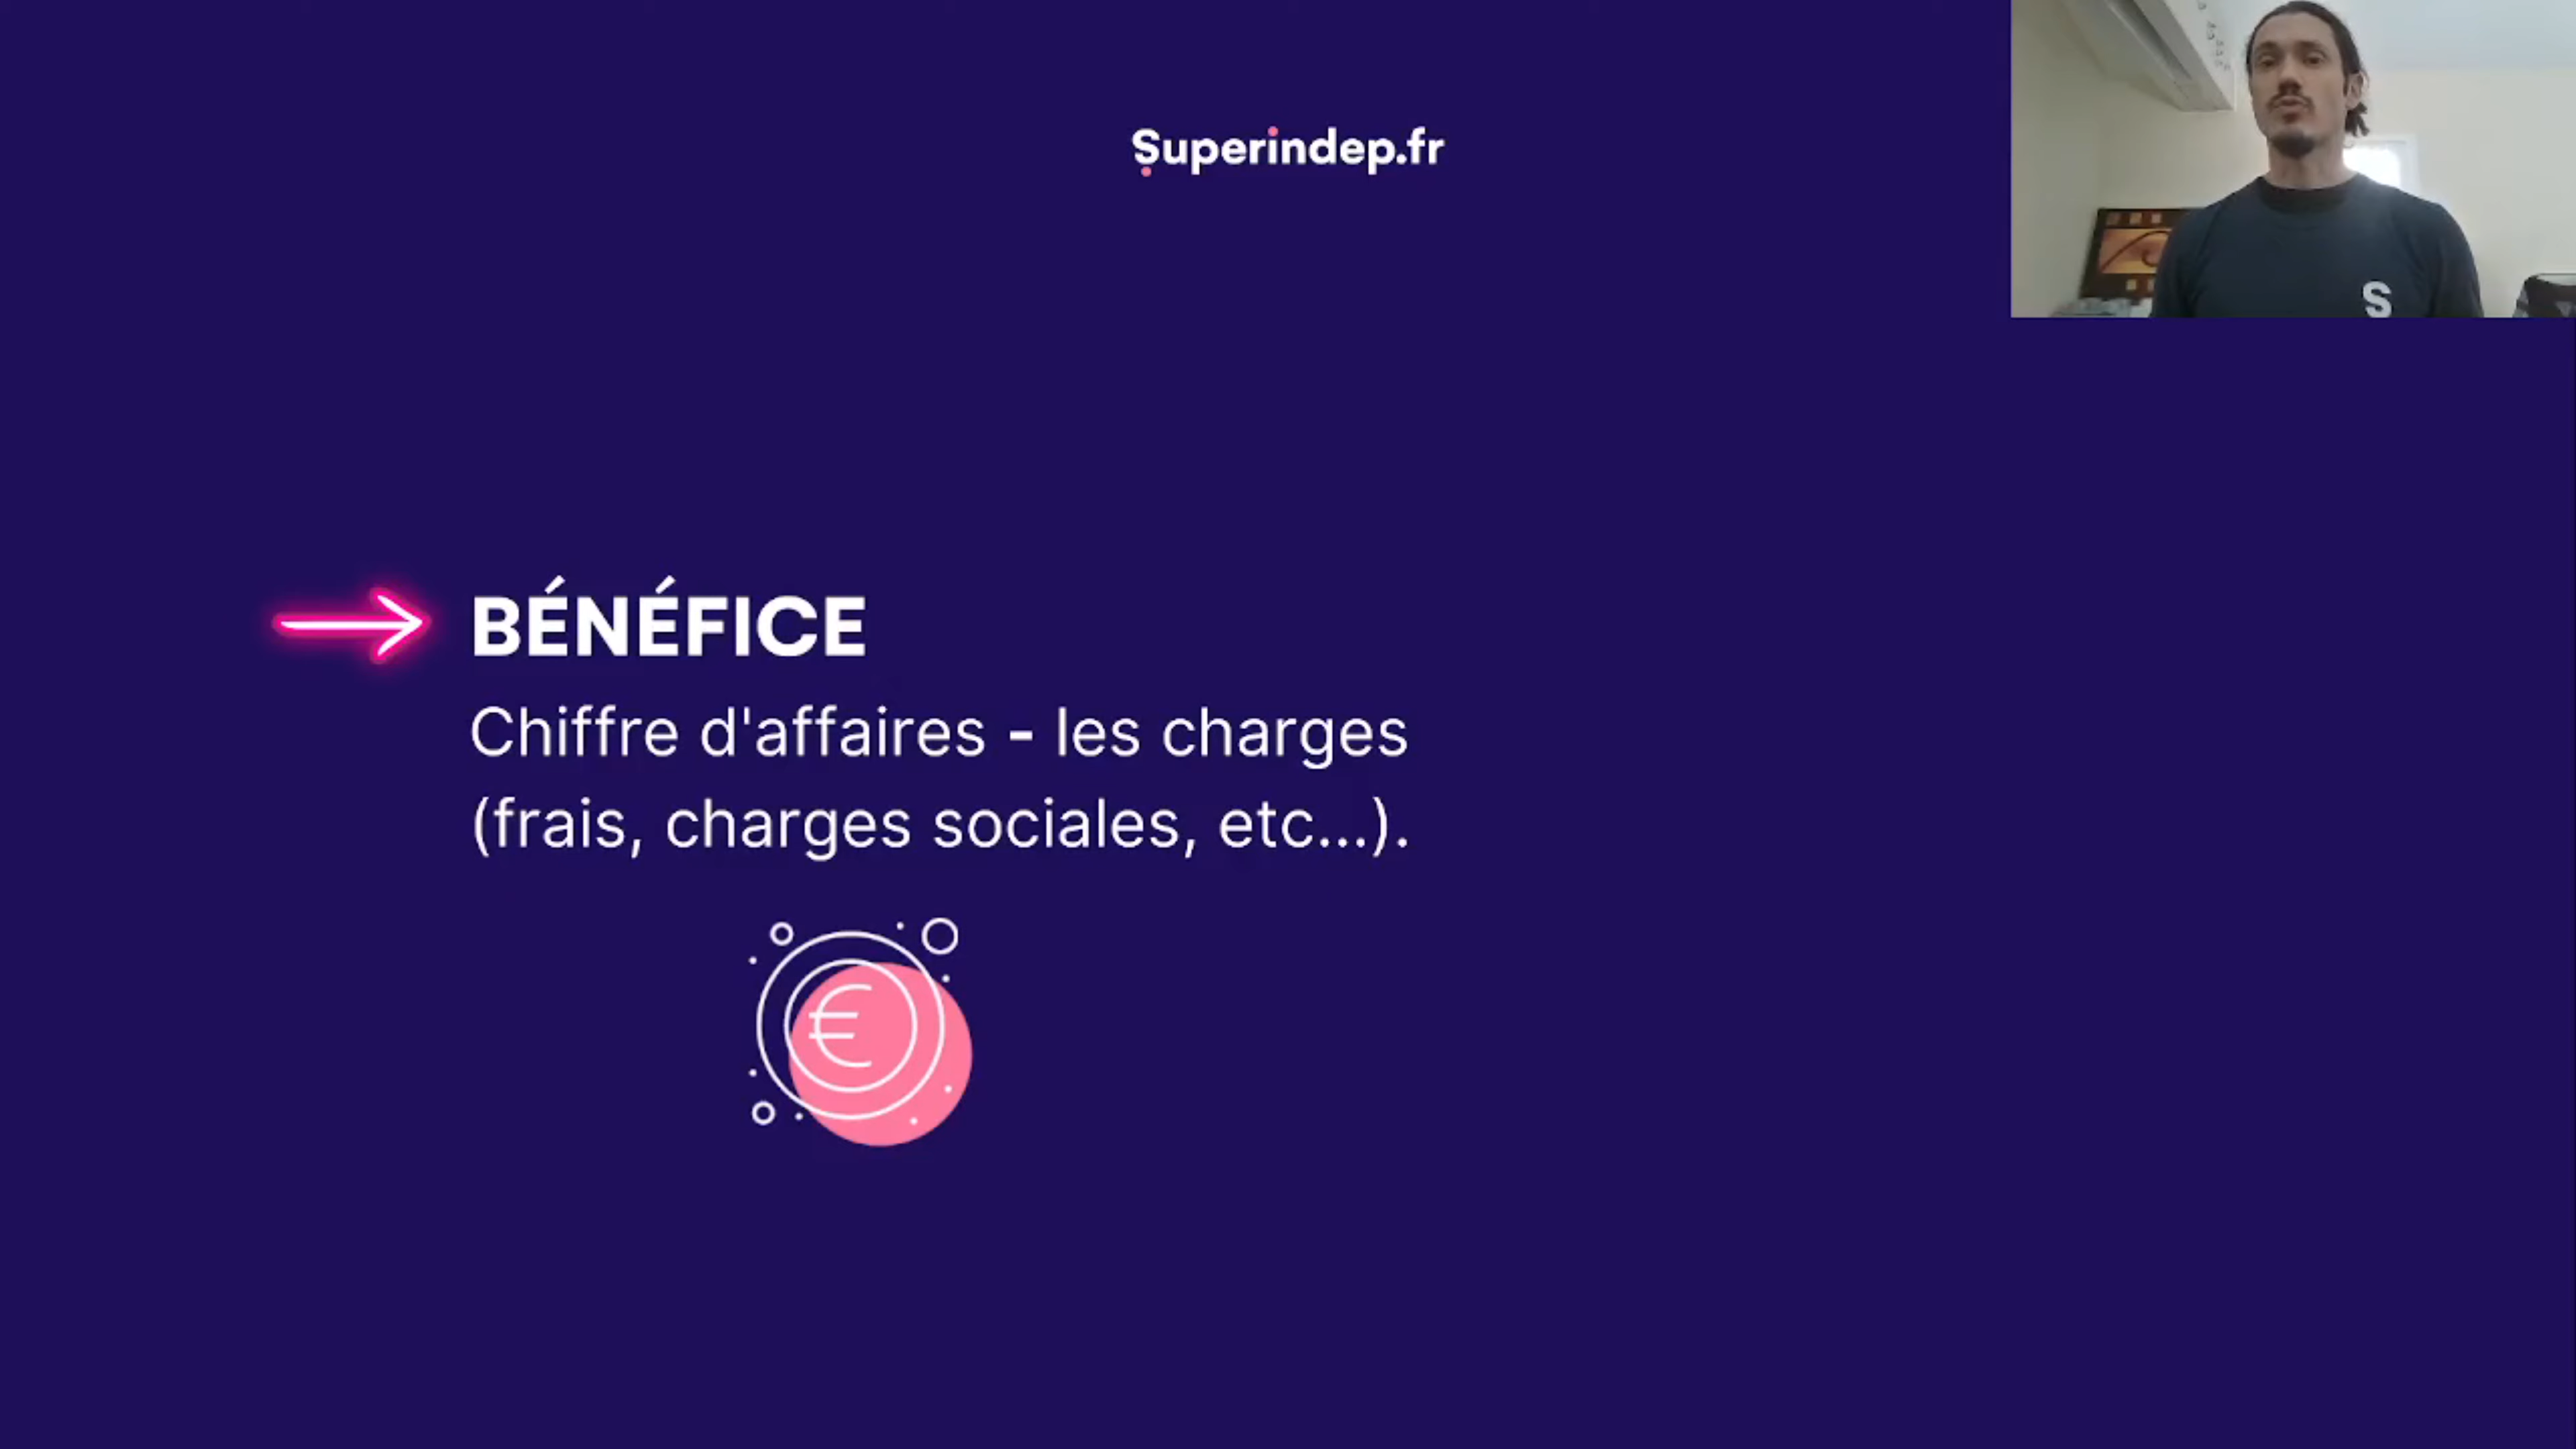 Superindep.fr
S
BÉNÉFICE
Chiffre d'affaires - les charges
(frais, charges sociales, etc...).
€